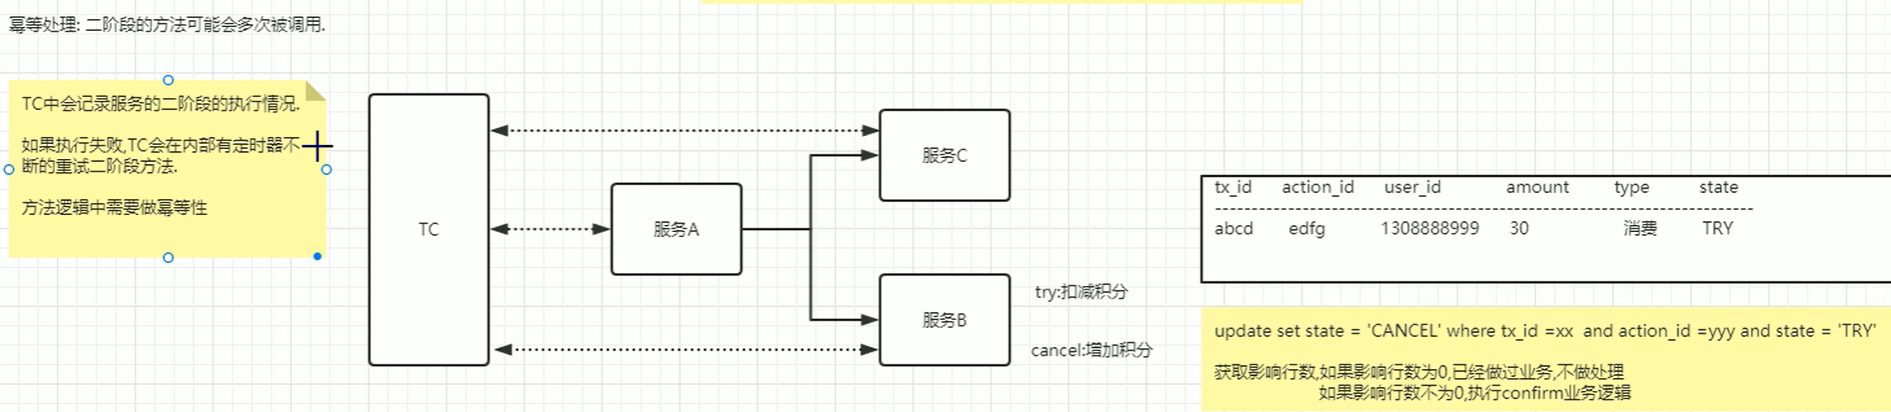 幂等处理: 二阶段的方法可能会多次被调用.
TC中会记录服务的二阶段的执行情况.
如果执行失败,TC会在内部有定时器不
断的重试二阶段方法.
方法逻辑中需要做幂等性
TC
服务A
服务C
服务B
try:扣减积分
cancel:增加积分
tx_id action_id user_id amount type state
abcd edfg 1308888999 30 消费 TRY
update set state = 'CANCEL' where tx_id =xx and action_id =yyy and state = 'TRY'
获取影响行数,如果影响行数为0,已经做过业务,不做处理
如果影响行数不为0,执行confirm业务逻辑